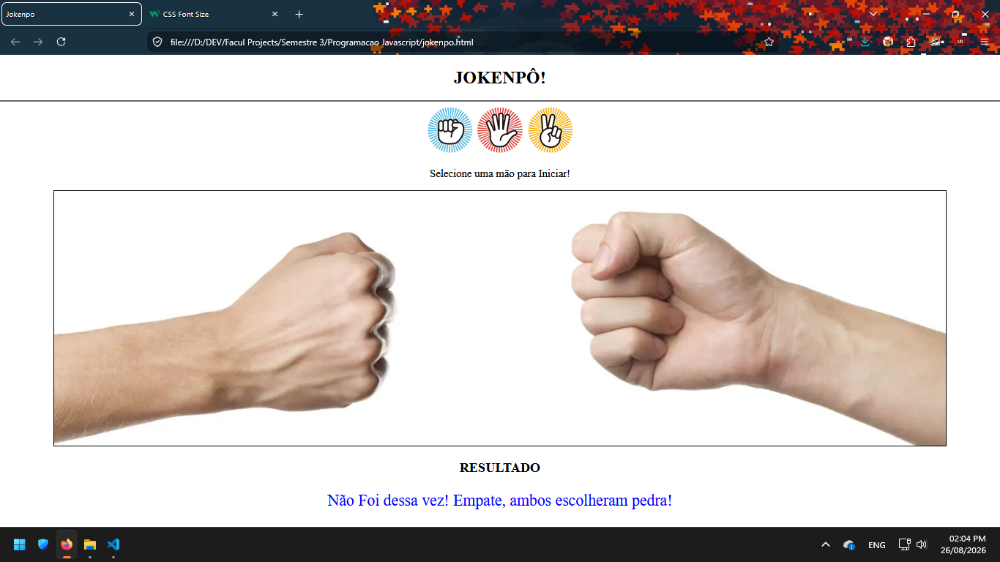 Jokenpo
CSS Font Size
file:///D:/DEV/Facul Projects/Semestre 3/Programacao Javascript/jokenpo.html
JOKENPÔ!
Selecione uma mão para Iniciar!
RESULTADO
Não Foi dessa vez! Empate, ambos escolheram pedra!
ENG
02:04 PM
26/08/2026